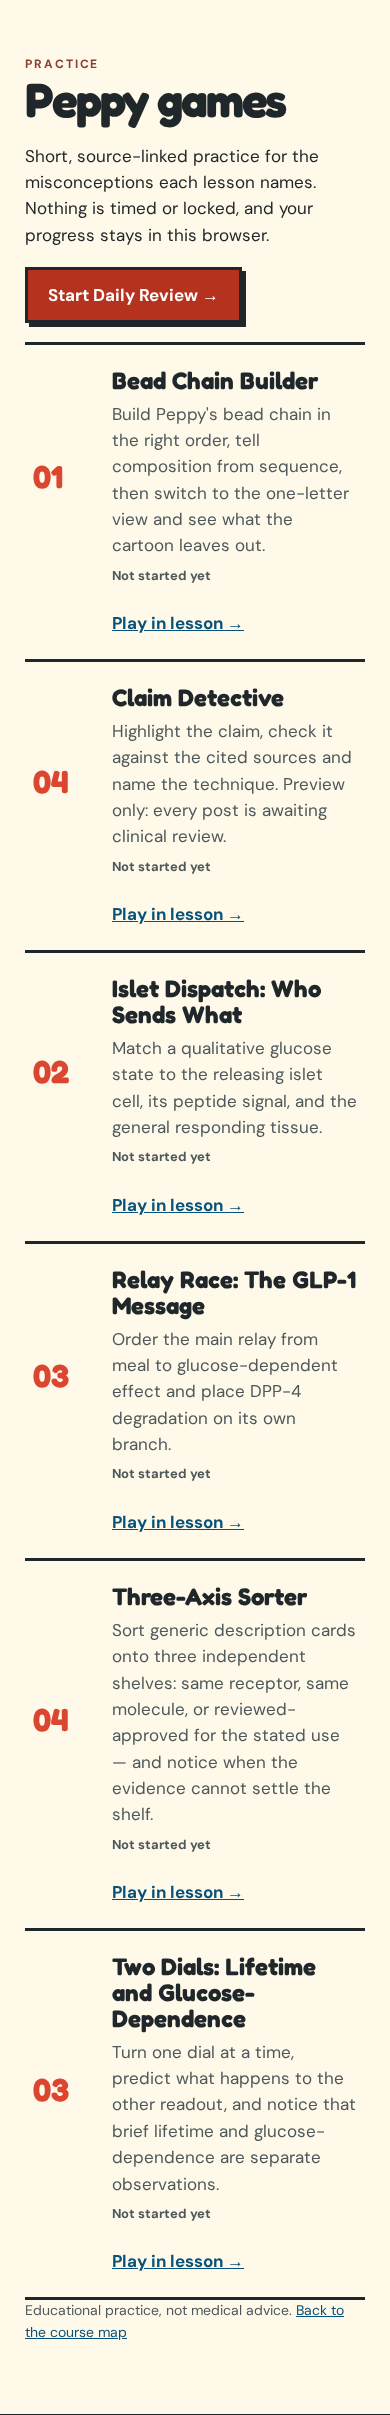 PRACTICE
Peppy games
Short, source-linked practice for the
misconceptions each lesson names.
Nothing is timed or locked, and your
progress stays in this browser.
Start Daily Review →
01
Bead Chain Builder
Build Peppy's bead chain in
the right order, tell
composition from sequence,
then switch to the one-letter
view and see what the
cartoon leaves out.
Not started yet
Play in lesson →
04
Claim Detective
Highlight the claim, check it
against the cited sources and
name the technique. Preview
only: every post is awaiting
clinical review.
Not started yet
Play in lesson →
02
Islet Dispatch: Who
Sends What
Match a qualitative glucose
state to the releasing islet
cell, its peptide signal, and the
general responding tissue.
Not started yet
Play in lesson →
03
Relay Race: The GLP-1
Message
Order the main relay from
meal to glucose-dependent
effect and place DPP-4
degradation on its own
branch.
Not started yet
Play in lesson →
04
Three-Axis Sorter
Sort generic description cards
onto three independent
shelves: same receptor, same
molecule, or reviewed-
approved for the stated use
— and notice when the
evidence cannot settle the
shelf.
Not started yet
Play in lesson →
03
Two Dials: Lifetime
and Glucose-
Dependence
Turn one dial at a time,
predict what happens to the
other readout, and notice that
brief lifetime and glucose-
dependence are separate
observations.
Not started yet
Play in lesson →
Educational practice, not medical advice. Back to
the course map